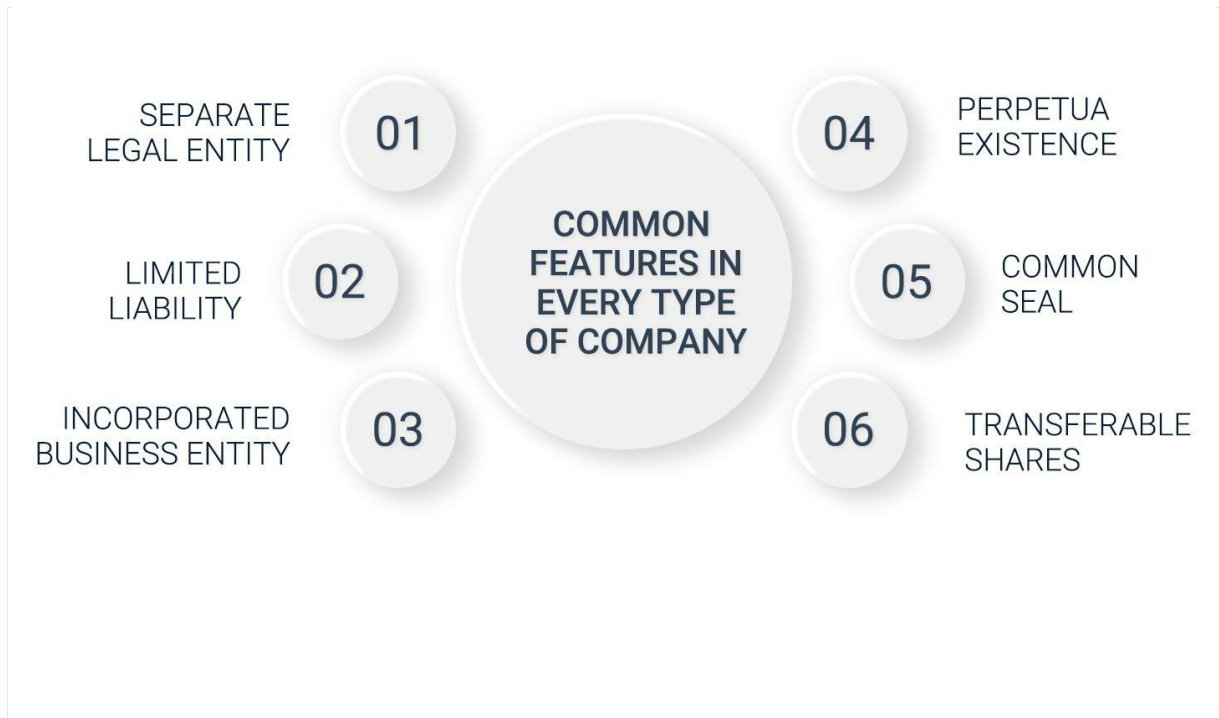 SEPARATE
LEGAL ENTITY
01
LIMITED
LIABILITY
02
INCORPORATED
BUSINESS ENTITY
03
COMMON
FEATURES IN
EVERY TYPE
OF COMPANY
04
PERPETUA
EXISTENCE
05
COMMON
SEAL
06
TRANSFERABLE
SHARES